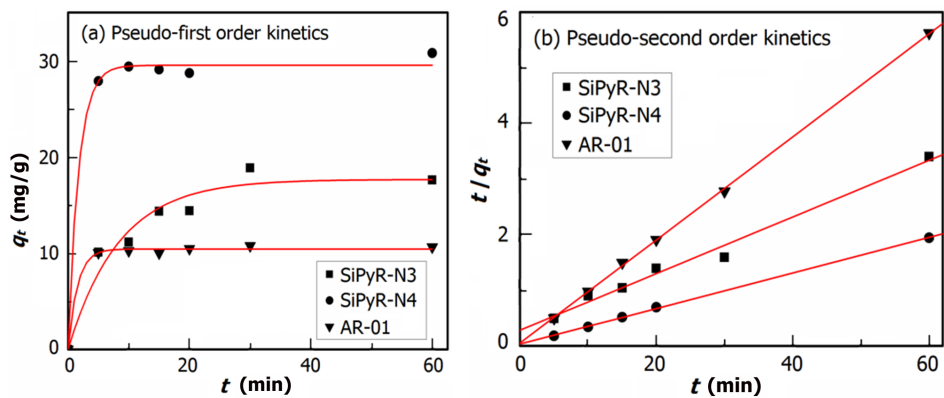 (a) Pseudo-first order kinetics
30
20
10
0
qt (mg/g)
SiPyR-N3
SiPyR-N4
AR-01
0
20
40
60
t (min)
(b) Pseudo-second order kinetics
6
4
2
0
t/qt
SiPyR-N3
SiPyR-N4
AR-01
0
20
40
60
t (min)